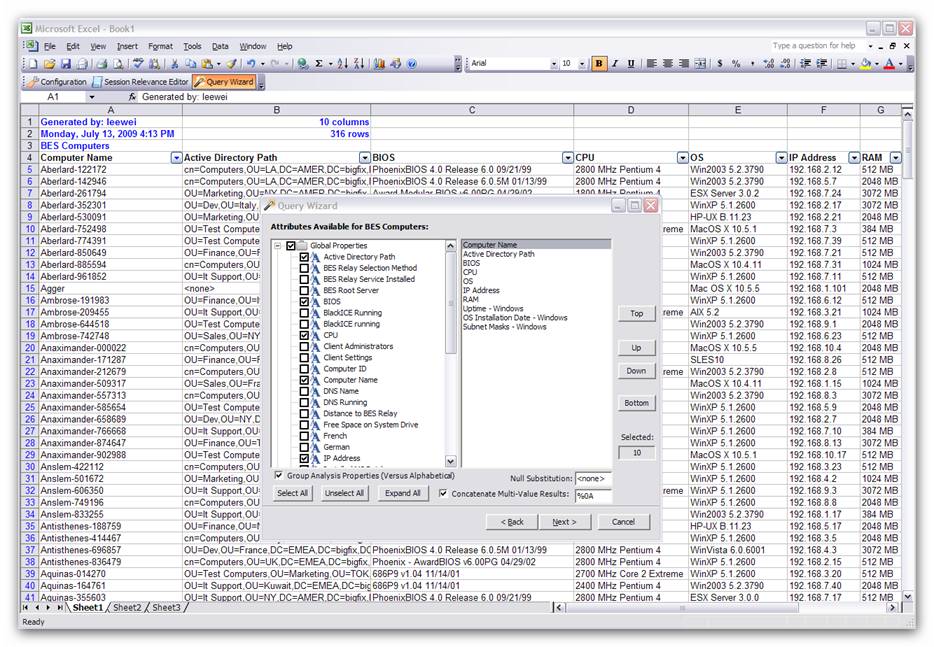 Microsoft Excel - Book1
File Edit View Insert Format Tools Data Window Help Type a question for help
Arial 10 B I U
Configuration Session Relevance Editor Query Wizard
A1 fx Generated by: leewei
A B C D E F G
1 Generated by: leewei 10 columns
2 Monday, July 13, 2009 4:13 PM 316 rows
3 BES Computers
4 Computer Name Active Directory Path BIOS CPU OS IP Address RAM
5 Aberlard-122172 cn=Computers,OU=LA,DC=AMER,DC=bigfix, PhoenixBIOS 4.0 Release 6.0 09/21/99 2800 MHz Pentium 4 Win2003 5.2.3790 192.168.2.12 512 MB
6 Aberlard-142946 cn=Computers,OU=LA,DC=AMER,DC=bigfix, PhoenixBIOS 4.0 Release 6.0.5M 01/13/99 2800 MHz Pentium 4 Win2003 5.2.3790 192.168.5.7 2048 MB
7 Aberlard-261794 OU=Marketing,OU=NY,DC=AMER,DC=bigfix, Award Modular BIOS v6.0 04/28/02 2800 MHz Pentium 4 ESX Server 3.0.2 192.168.7.24 3072 MB
8 Aberlard-352301 OU=Dev,OU=Italy, WinXP 5.1.2600 192.168.2.17 3072 MB
9 Aberlard-530091 OU=Marketing,OU HP-UX B.11.23 192.168.2.21 2048 MB
10 Aberlard-752498 OU=Test Compute reme MacOS X 10.5.1 192.168.7.3 384 MB
11 Aberlard-774391 OU=Test Compute WinXP 5.1.2600 192.168.7.39 512 MB
12 Aberlard-850649 OU=Finance,OU=F Win2003 5.2.3790 192.168.7.21 512 MB
13 Aberlard-885594 cn=Computers,OU MacOS X 10.4.11 192.168.7.31 1024 MB
14 Aberlard-961852 OU=It Support,OU WinXP 5.1.2600 192.168.7.11 512 MB
15 Agger <none> MacOS X 10.5.5 192.168.1.101 2048 MB
16 Ambrose-191983 OU=Finance,OU=I WinXP 5.1.2600 192.168.6.12 512 MB
17 Ambrose-209455 OU=It Support,OU reme AIX 5.2 192.168.3.21 1024 MB
18 Ambrose-644518 OU=Test Compute Win2003 5.2.3790 192.168.9.1 2048 MB
19 Ambrose-742748 OU=Sales,OU=NY WinXP 5.1.2600 192.168.6.23 512 MB
20 Anaximander-000022 cn=Computers,OU MacOS X 10.5.5 192.168.10.4 2048 MB
21 Anaximander-171287 OU=Finance,OU=F SLES10 192.168.8.26 512 MB
22 Anaximander-212679 cn=Computers,OU reme WinXP 5.1.2600 192.168.2.8 512 MB
23 Anaximander-509317 OU=Sales,OU=Fra MacOS X 10.4.11 192.168.1.15 1024 MB
24 Anaximander-557313 cn=Computers,OU Win2003 5.2.3790 192.168.8.3 3072 MB
25 Anaximander-585654 OU=Test Compute WinXP 5.1.2600 192.168.5.9 2048 MB
26 Anaximander-658689 OU=Dev,OU=NY,D WinXP 5.1.2600 192.168.2.7 2048 MB
27 Anaximander-766668 OU=It Support,OU WinXP 5.1.2600 192.168.7.10 384 MB
28 Anaximander-874647 OU=Finance,OU=T WinXP 5.1.2600 192.168.8.13 3072 MB
29 Anaximander-902988 OU=Test Compute MacOS X 10.5.1 192.168.10.17 512 MB
30 Anslem-422112 cn=Computers,OU WinXP 5.1.2600 192.168.3.23 512 MB
31 Anslem-501672 OU=Marketing,OU WinXP 5.1.2600 192.168.4.2 1024 MB
32 Anslem-606350 OU=It Support,OU reme WinXP 5.1.2600 192.168.9.3 3072 MB
33 Anslem-749196 cn=Computers,OU WinXP 5.1.2600 192.168.8.8 2048 MB
34 Anslem-833255 OU=It Support,OU Win2003 5.2.3790 192.168.1.17 384 MB
35 Antisthenes-188759 OU=Finance,OU=I HP-UX B.11.23 192.168.5.17 2048 MB
36 Antisthenes-414467 cn=Computers,OU WinXP 5.1.2600 192.168.5.8 2048 MB
37 Antisthenes-696857 OU=Dev,OU=France,DC=EMEA,DC=bigfix,DC PhoenixBIOS 4.0 Release 6.0.5M 01/13/99 2800 MHz Pentium 4 WinVista 6.0.6001 192.168.4.3 512 MB
38 Antisthenes-836479 cn=Computers,OU=UK,DC=EMEA,DC=bigfix, Phoenix - AwardBIOS v6.00PG 04/29/02 2800 MHz Pentium 4 Win2003 5.2.3790 192.168.2.15 512 MB
39 Aquinas-014270 OU=Test Computers,OU=Marketing,OU=TOK, 686P9 v1.04 11/14/01 2700 MHz Core 2 Extreme WinXP 5.1.2600 192.168.3.20 512 MB
40 Aquinas-164761 OU=It Support,OU=Kuwait,DC=EMEA,DC=big 686P9 v1.04 11/14/01 2400 MHz Pentium 4 Win2003 5.2.3790 192.168.7.40 2048 MB
41 Aquinas-355603 OU=It Support,OU=NY,DC=AMER,DC=bigfix, PhoenixBIOS 4.0 Release 6.0 09/21/99 2800 MHz Pentium 4 ESX Server 3.0.0 192.168.7.17 512 MB
Sheet1 Sheet2 Sheet3
Ready
Query Wizard
Attributes Available for BES Computers:
Global Properties
Active Directory Path
BES Relay Selection Method
BES Relay Service Installed
BES Root Server
BIOS
BlackICE Running
BlackICE running
CPU
Client Administrators
Client Settings
Computer ID
Computer Name
DNS Name
DNS Running
Distance to BES Relay
Free Space on System Drive
French
German
IP Address
Computer Name
Active Directory Path
BIOS
CPU
OS
IP Address
RAM
Uptime - Windows
OS Installation Date - Windows
Subnet Masks - Windows
Top
Up
Down
Bottom
Selected:
10
Group Analysis Properties (Versus Alphabetical) Null Substitution: <none>
Select All Unselect All Expand All Concatenate Multi-Value Results: %0A
< Back Next > Cancel